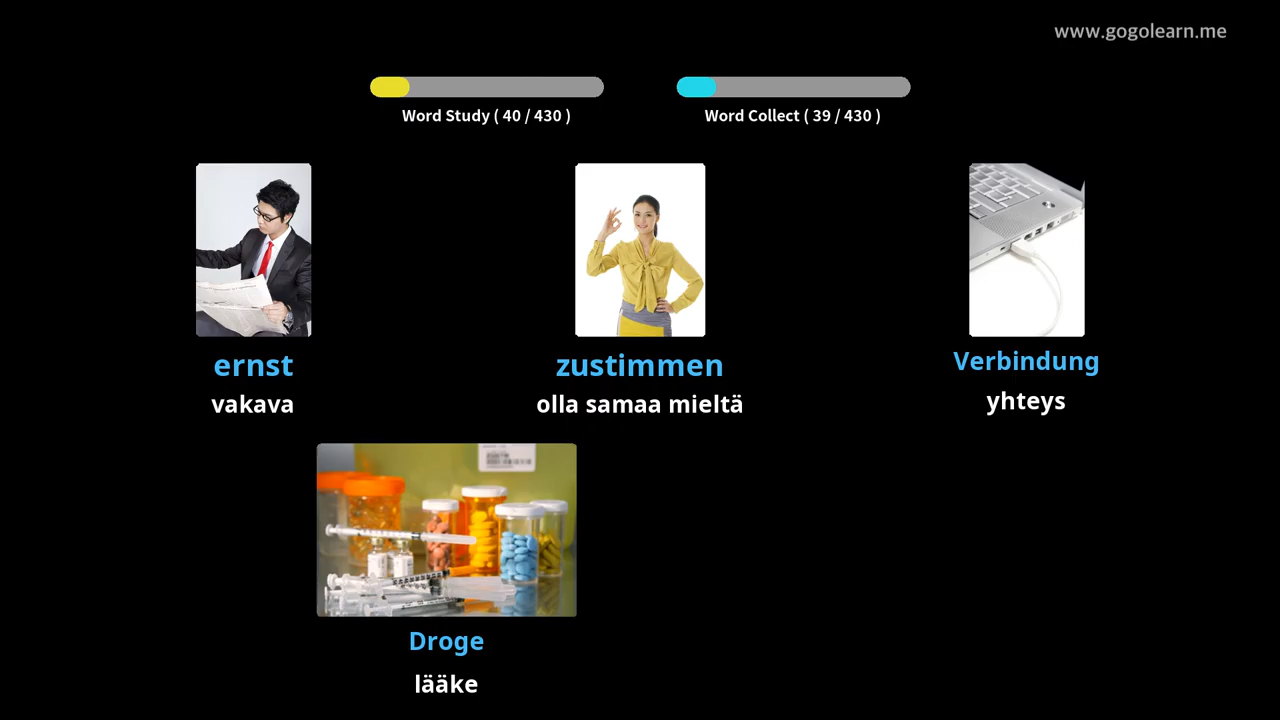 www.gogolearn.me
Word Study ( 40 / 430 )
Word Collect ( 39 / 430 )
ernst
vakava
zustimmen
olla samaa mieltä
Verbindung
yhteys
Droge
lääke